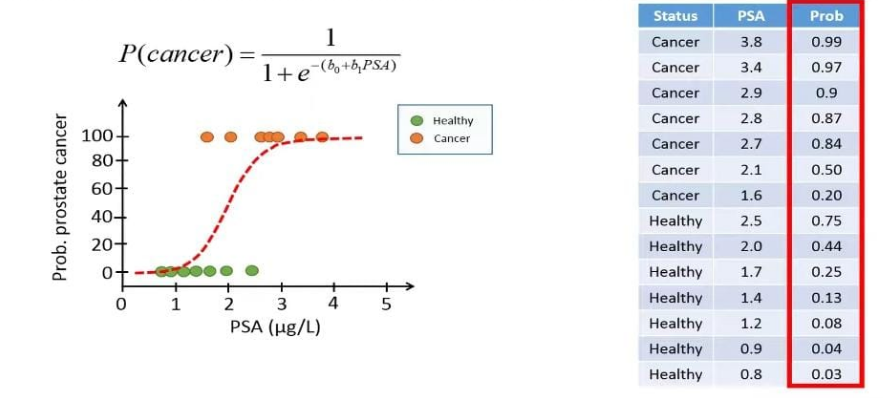 P(cancer) = 1 / (1 + e^-(b₀+b₁PSA))
Prob. prostate cancer
100
80
60
40
20
0
0 1 2 3 4 5
PSA (µg/L)
Healthy
Cancer
Status PSA Prob
Cancer 3.8 0.99
Cancer 3.4 0.97
Cancer 2.9 0.9
Cancer 2.8 0.87
Cancer 2.7 0.84
Cancer 2.1 0.50
Cancer 1.6 0.20
Healthy 2.5 0.75
Healthy 2.0 0.44
Healthy 1.7 0.25
Healthy 1.4 0.13
Healthy 1.2 0.08
Healthy 0.9 0.04
Healthy 0.8 0.03